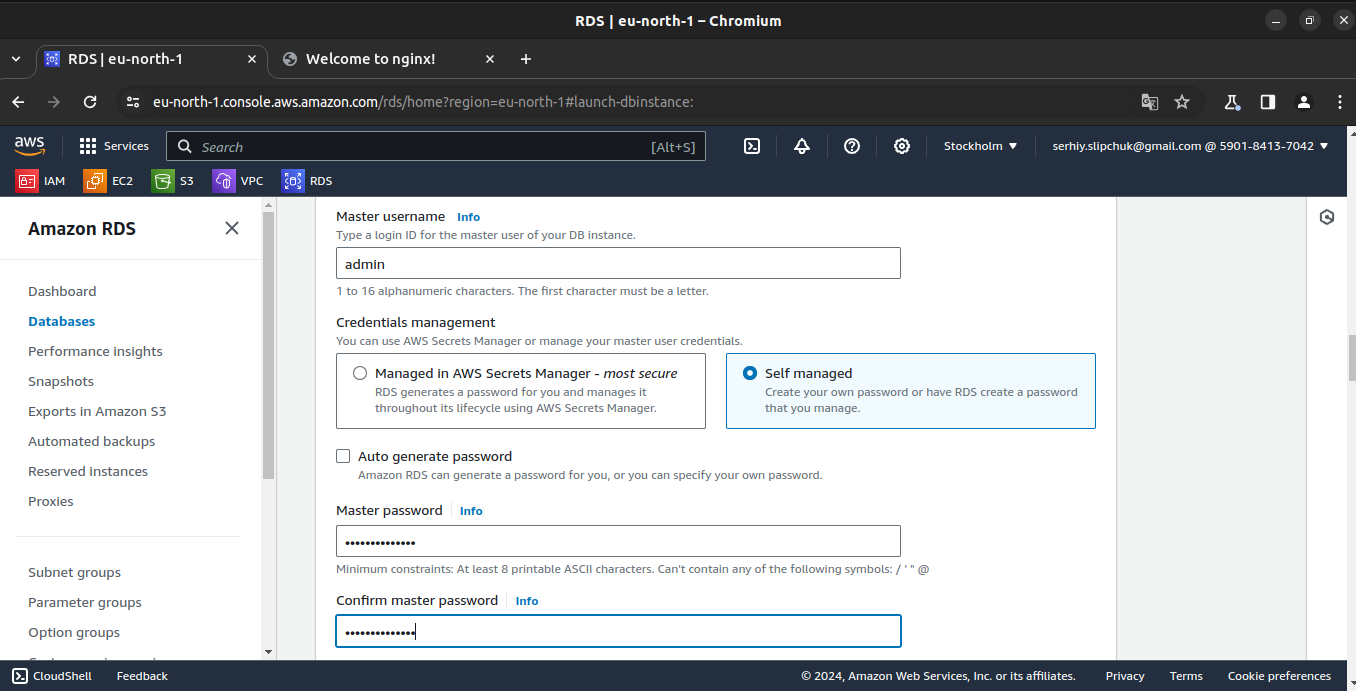 RDS | eu-north-1 – Chromium
RDS | eu-north-1
Welcome to nginx!
eu-north-1.console.aws.amazon.com/rds/home?region=eu-north-1#launch-dbinstance:
aws
Services
Search
[Alt+S]
Stockholm
serhiy.slipchuk@gmail.com @ 5901-8413-7042
IAM
EC2
S3
VPC
RDS
Amazon RDS
Dashboard
Databases
Performance insights
Snapshots
Exports in Amazon S3
Automated backups
Reserved instances
Proxies
Subnet groups
Parameter groups
Option groups
Master username Info
Type a login ID for the master user of your DB instance.
admin
1 to 16 alphanumeric characters. The first character must be a letter.
Credentials management
You can use AWS Secrets Manager or manage your master user credentials.
Managed in AWS Secrets Manager - most secure
RDS generates a password for you and manages it
throughout its lifecycle using AWS Secrets Manager.
Self managed
Create your own password or have RDS create a password
that you manage.
Auto generate password
Amazon RDS can generate a password for you, or you can specify your own password.
Master password Info
••••••••••••••
Minimum constraints: At least 8 printable ASCII characters. Can't contain any of the following symbols: / ' " @
Confirm master password Info
••••••••••••••
CloudShell
Feedback
© 2024, Amazon Web Services, Inc. or its affiliates.
Privacy
Terms
Cookie preferences